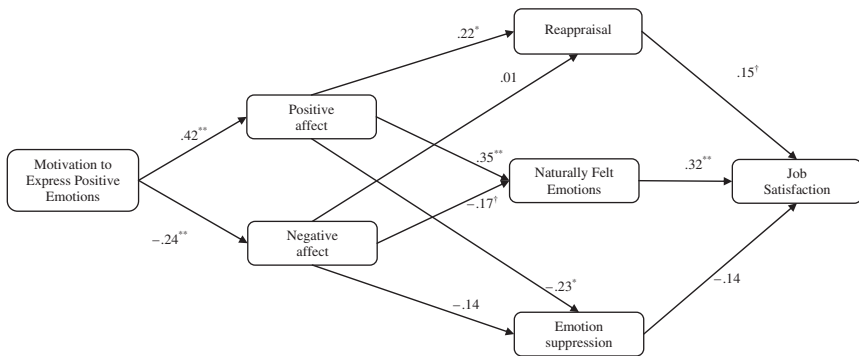 Reappraisal
.22*
.01
.15†
Positive
affect
.42**
.35**
Motivation to
Express Positive
Emotions
Naturally Felt
Emotions
.32**
Job
Satisfaction
−.17†
−.24**
Negative
affect
−.23*
−.14
−.14
Emotion
suppression